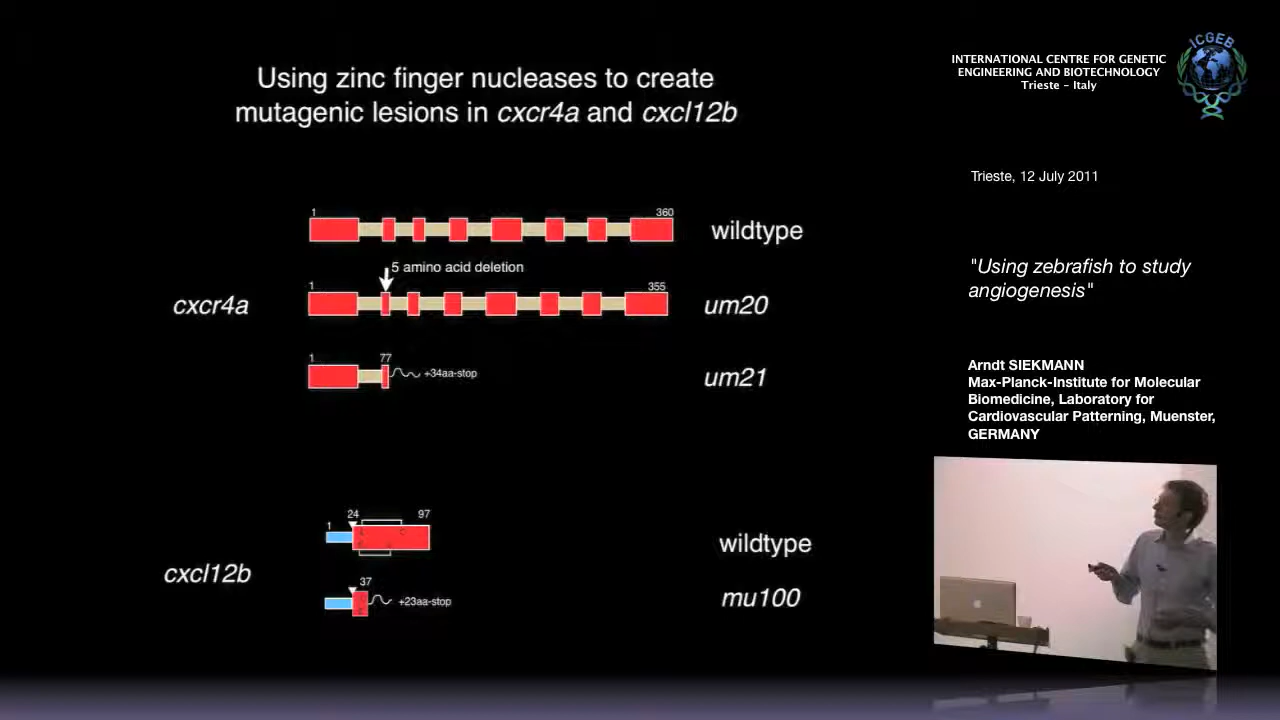 Using zinc finger nucleases to create
mutagenic lesions in cxcr4a and cxcl12b
INTERNATIONAL CENTRE FOR GENETIC
ENGINEERING AND BIOTECHNOLOGY
Trieste - Italy
ICGEB
Trieste, 12 July 2011
"Using zebrafish to study
angiogenesis"
Arndt SIEKMANN
Max-Planck-Institute for Molecular
Biomedicine, Laboratory for
Cardiovascular Patterning, Muenster,
GERMANY
1 360
wildtype
5 amino acid deletion
1 355
cxcr4a
um20
1 77
+34aa-stop
um21
1 24 97
wildtype
cxcl12b
37
+23aa-stop
mu100